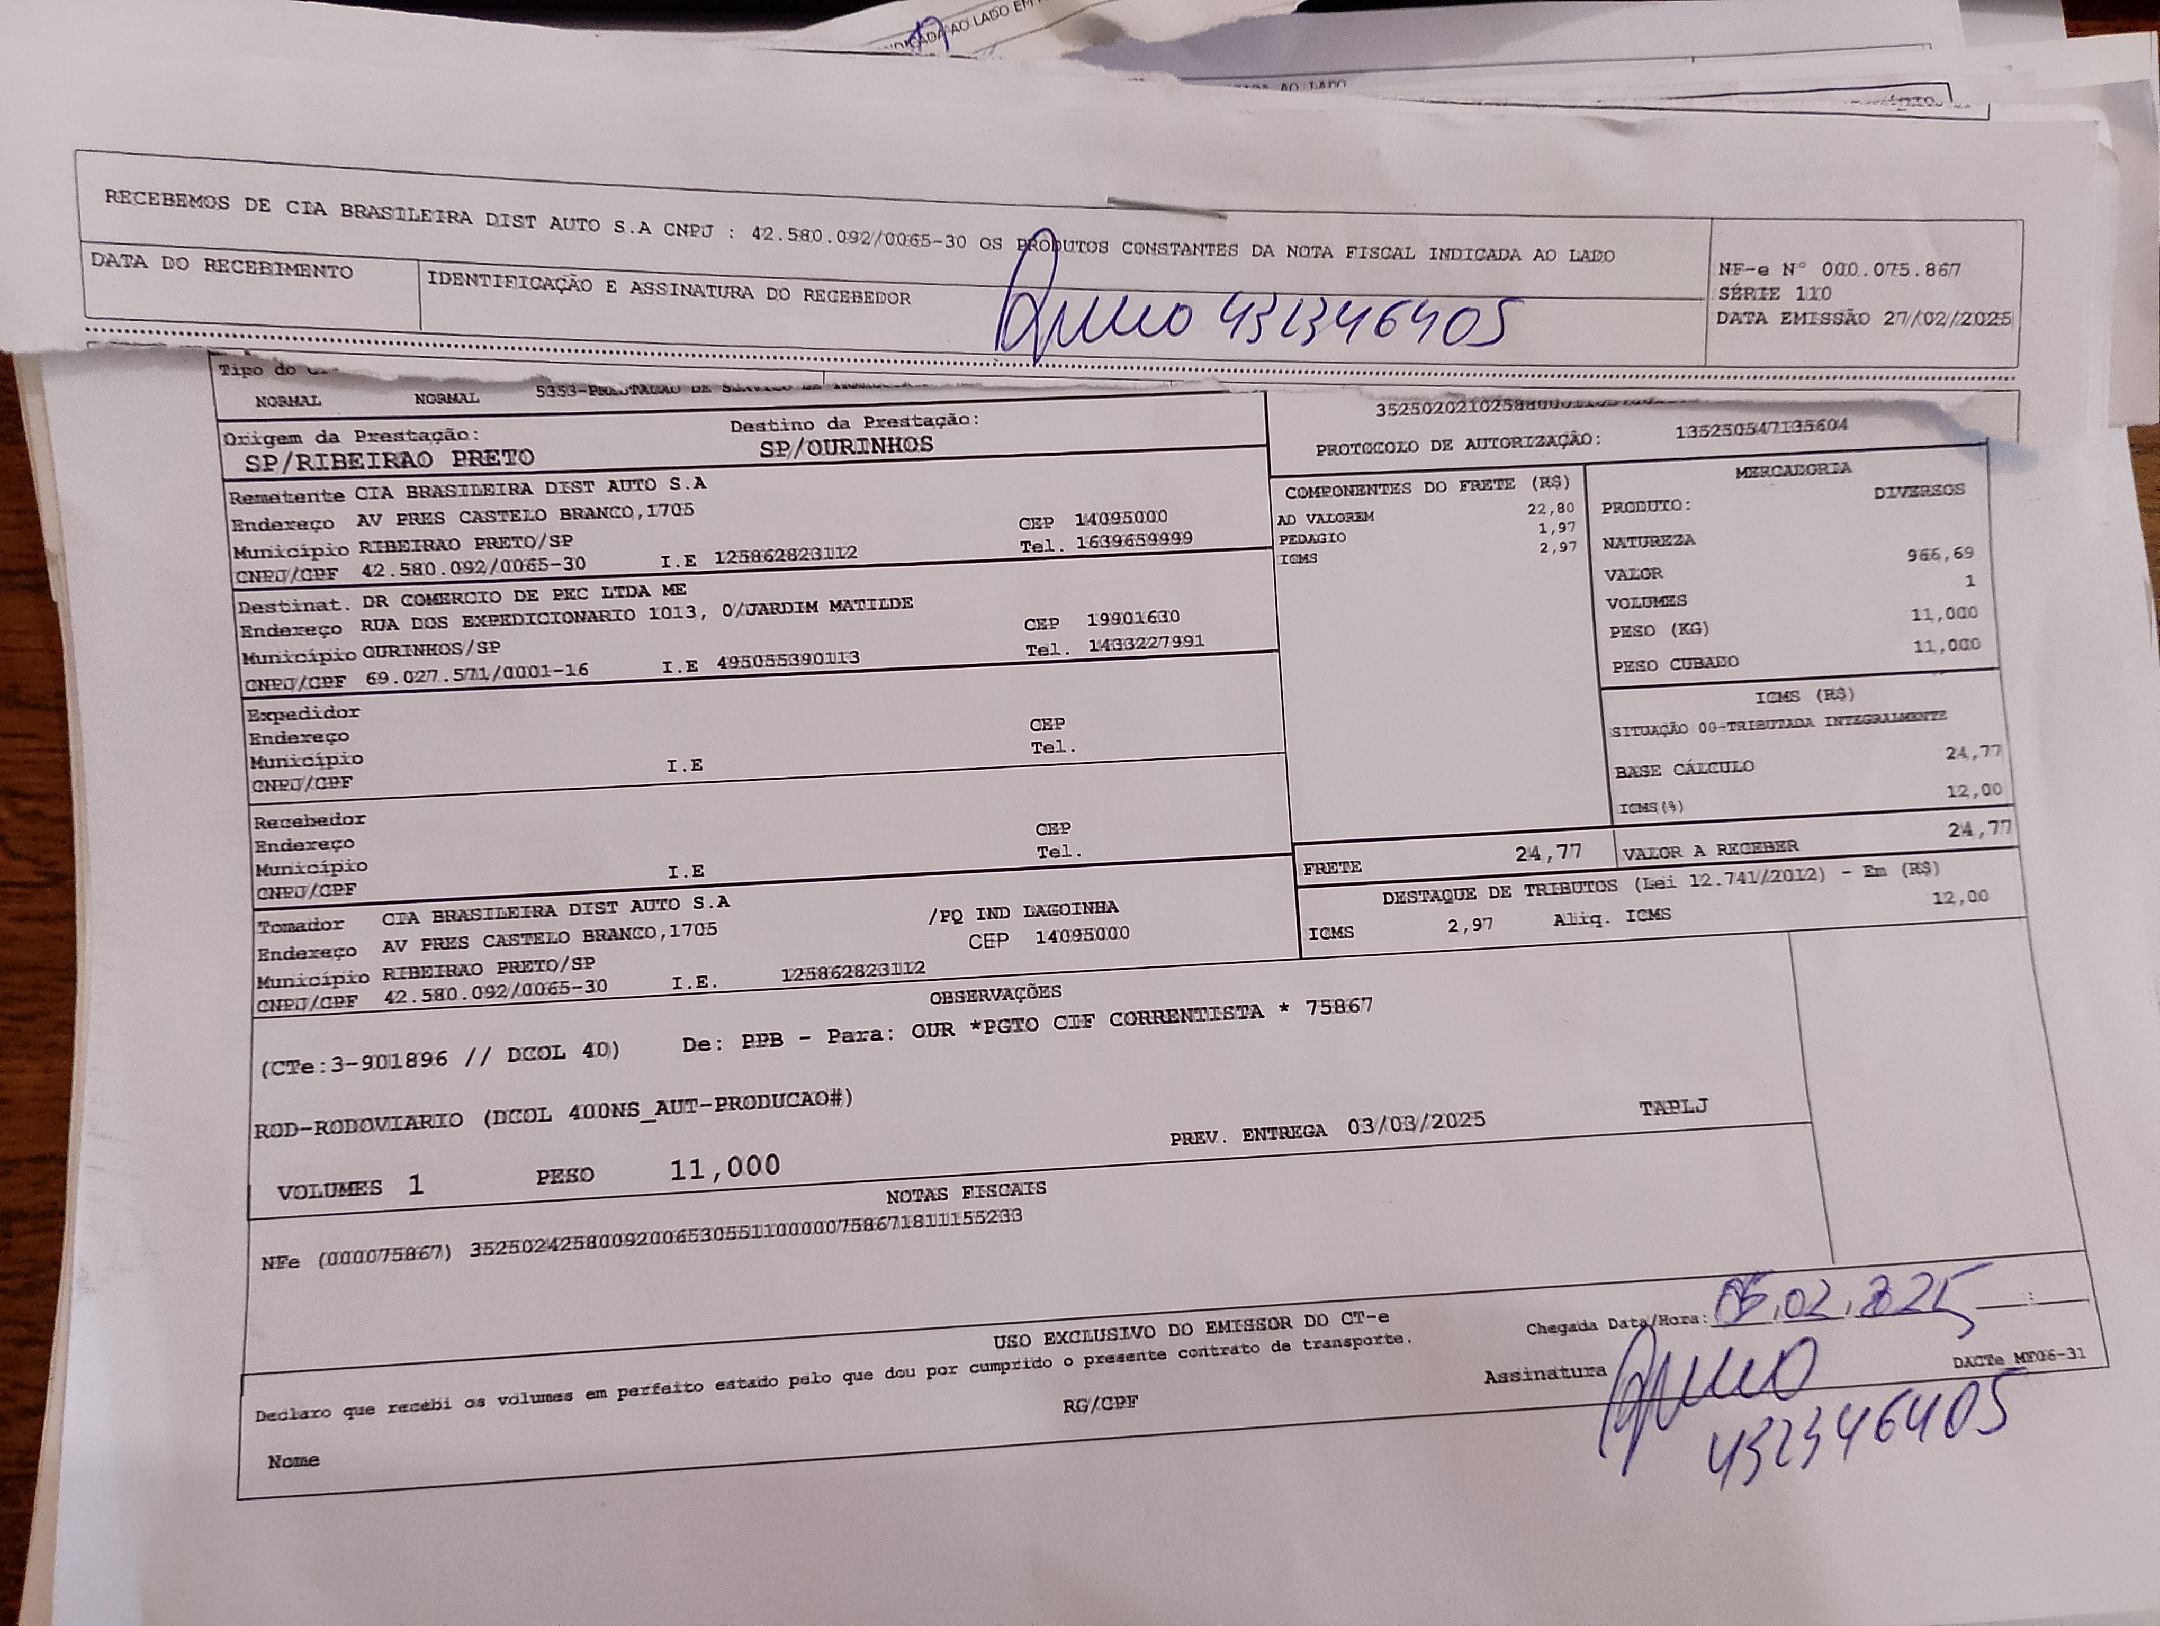 INDICADA AO LADO EM
AO LADO
RECEBEMOS DE CIA BRASILEIRA DIST AUTO S.A CNPJ : 42.580.092/0065-30 OS PRODUTOS CONSTANTES DA NOTA FISCAL INDICADA AO LADO
DATA DO RECEBIMENTO
IDENTIFICAÇÃO E ASSINATURA DO RECEBEDOR
432346405
NF-e N° 000.075.867
SÉRIE 110
DATA EMISSÃO 27/02/2025
Tipo do
NORMAL NORMAL 5353-PRESTACAO DE
Origem da Prestação: Destino da Prestação:
SP/RIBEIRAO PRETO SP/OURINHOS
PROTOCOLO DE AUTORIZAÇÃO: 135250547135604
Remetente CIA BRASILEIRA DIST AUTO S.A
Endereço AV PRES CASTELO BRANCO,1705 CEP 14095000
Município RIBEIRAO PRETO/SP Tel. 1639659999
CNPJ/CPF 42.580.092/0065-30 I.E 125862823112
Destinat. DR COMERCIO DE PEC LTDA ME
Endereço RUA DOS EXPEDICIONARIO 1013, 0/JARDIM MATILDE CEP 19901630
Município OURINHOS/SP Tel. 1433227991
CNPJ/CPF 69.027.571/0001-16 I.E 495055390113
Expedidor
Endereço CEP
Município Tel.
CNPJ/CPF I.E
Recebedor
Endereço CEP
Município Tel.
CNPJ/CPF I.E
Tomador CIA BRASILEIRA DIST AUTO S.A /PQ IND LAGOINHA
Endereço AV PRES CASTELO BRANCO,1705 CEP 14095000
Município RIBEIRAO PRETO/SP
CNPJ/CPF 42.580.092/0065-30 I.E. 125862823112
COMPONENTES DO FRETE (R$)
AD VALOREM 22,80
PEDAGIO 1,97
ICMS 2,97
MERCADORIA
PRODUTO: DIVERSOS
NATUREZA
VALOR 966,69
VOLUMES 1
PESO (KG) 11,000
PESO CUBADO 11,000
ICMS (R$)
SITUAÇÃO 00-TRIBUTADA INTEGRALMENTE
BASE CÁLCULO 24,77
ICMS(%) 12,00
FRETE 24,77 VALOR A RECEBER 24,77
DESTAQUE DE TRIBUTOS (Lei 12.741/2012) - Em (R$)
ICMS 2,97 Aliq. ICMS 12,00
OBSERVAÇÕES
(CTe:3-901896 // DCOL 40) De: PPB - Para: OUR *PGTO CIF CORRENTISTA * 75867
ROD-RODOVIARIO (DCOL 400NS_AUT-PRODUCAO#)
PREV. ENTREGA 03/03/2025 TAPLJ
VOLUMES 1 PESO 11,000
NOTAS FISCAIS
NFe (000075867) 35250242580092006530551100000758671811155233
USO EXCLUSIVO DO EMISSOR DO CT-e
Declaro que recebi os volumes em perfeito estado pelo que dou por cumprido o presente contrato de transporte.
Chegada Data/Hora: :
Nome RG/CPF Assinatura
DACTe MF06-31
432346405